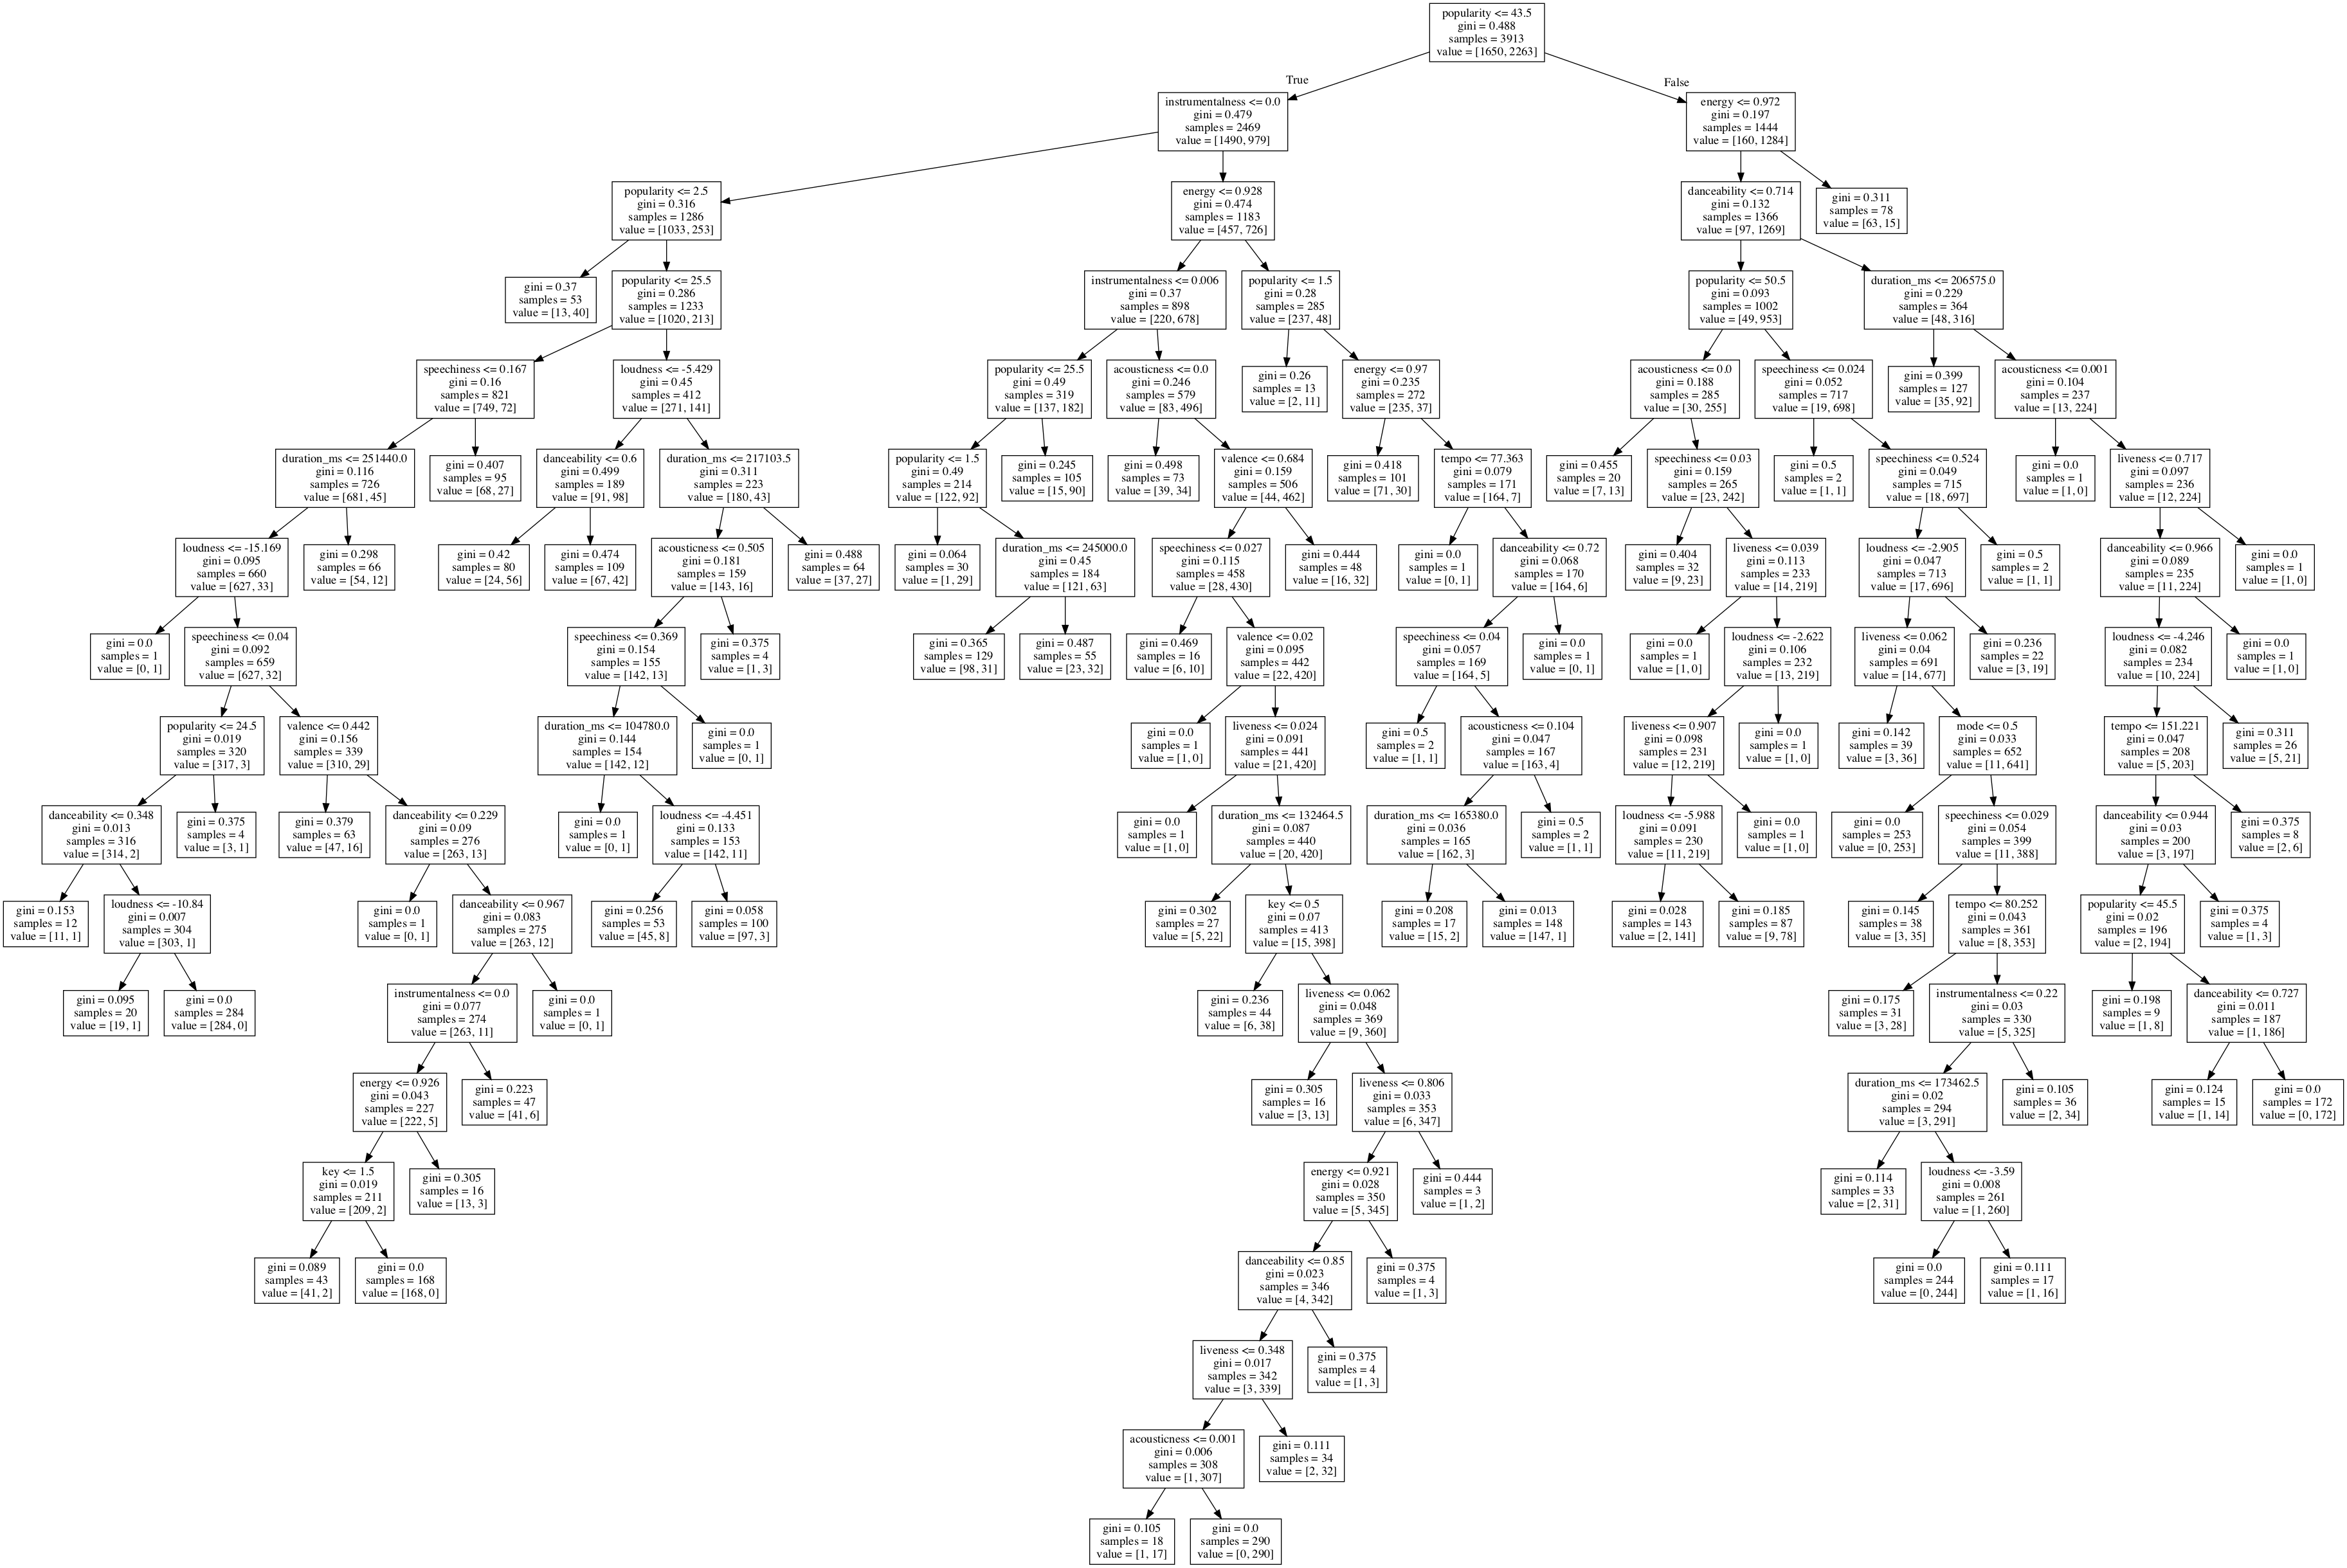 popularity <= 43.5
gini = 0.488
samples = 3913
value = [1650, 2263]
True
False
instrumentalness <= 0.0
gini = 0.479
samples = 2469
value = [1490, 979]
energy <= 0.972
gini = 0.197
samples = 1444
value = [160, 1284]
popularity <= 2.5
gini = 0.316
samples = 1286
value = [1033, 253]
energy <= 0.928
gini = 0.474
samples = 1183
value = [457, 726]
danceability <= 0.714
gini = 0.132
samples = 1366
value = [97, 1269]
gini = 0.311
samples = 78
value = [63, 15]
gini = 0.37
samples = 53
value = [13, 40]
popularity <= 25.5
gini = 0.286
samples = 1233
value = [1020, 213]
instrumentalness <= 0.006
gini = 0.37
samples = 898
value = [220, 678]
popularity <= 1.5
gini = 0.28
samples = 285
value = [237, 48]
popularity <= 50.5
gini = 0.093
samples = 1002
value = [49, 953]
duration_ms <= 206575.0
gini = 0.229
samples = 364
value = [48, 316]
speechiness <= 0.167
gini = 0.16
samples = 821
value = [749, 72]
loudness <= -5.429
gini = 0.45
samples = 412
value = [271, 141]
popularity <= 25.5
gini = 0.49
samples = 319
value = [137, 182]
acousticness <= 0.0
gini = 0.246
samples = 579
value = [83, 496]
gini = 0.26
samples = 13
value = [2, 11]
energy <= 0.97
gini = 0.235
samples = 272
value = [235, 37]
acousticness <= 0.0
gini = 0.188
samples = 285
value = [30, 255]
speechiness <= 0.024
gini = 0.052
samples = 717
value = [19, 698]
gini = 0.399
samples = 127
value = [35, 92]
acousticness <= 0.001
gini = 0.104
samples = 237
value = [13, 224]
duration_ms <= 251440.0
gini = 0.116
samples = 726
value = [681, 45]
gini = 0.407
samples = 95
value = [68, 27]
danceability <= 0.6
gini = 0.499
samples = 189
value = [91, 98]
duration_ms <= 217103.5
gini = 0.311
samples = 223
value = [180, 43]
popularity <= 1.5
gini = 0.49
samples = 214
value = [122, 92]
gini = 0.245
samples = 105
value = [15, 90]
gini = 0.498
samples = 73
value = [39, 34]
valence <= 0.684
gini = 0.159
samples = 506
value = [44, 462]
gini = 0.418
samples = 101
value = [71, 30]
tempo <= 77.363
gini = 0.079
samples = 171
value = [164, 7]
gini = 0.455
samples = 20
value = [7, 13]
speechiness <= 0.03
gini = 0.159
samples = 265
value = [23, 242]
gini = 0.5
samples = 2
value = [1, 1]
speechiness <= 0.524
gini = 0.049
samples = 715
value = [18, 697]
gini = 0.0
samples = 1
value = [1, 0]
liveness <= 0.717
gini = 0.097
samples = 236
value = [12, 224]
loudness <= -15.169
gini = 0.095
samples = 660
value = [627, 33]
gini = 0.298
samples = 66
value = [54, 12]
gini = 0.42
samples = 80
value = [24, 56]
gini = 0.474
samples = 109
value = [67, 42]
acousticness <= 0.505
gini = 0.181
samples = 159
value = [143, 16]
gini = 0.488
samples = 64
value = [37, 27]
gini = 0.064
samples = 30
value = [1, 29]
duration_ms <= 245000.0
gini = 0.45
samples = 184
value = [121, 63]
speechiness <= 0.027
gini = 0.115
samples = 458
value = [28, 430]
gini = 0.444
samples = 48
value = [16, 32]
gini = 0.0
samples = 1
value = [0, 1]
danceability <= 0.72
gini = 0.068
samples = 170
value = [164, 6]
gini = 0.404
samples = 32
value = [9, 23]
liveness <= 0.039
gini = 0.113
samples = 233
value = [14, 219]
loudness <= -2.905
gini = 0.047
samples = 713
value = [17, 696]
gini = 0.5
samples = 2
value = [1, 1]
danceability <= 0.966
gini = 0.089
samples = 235
value = [11, 224]
gini = 0.0
samples = 1
value = [1, 0]
gini = 0.0
samples = 1
value = [0, 1]
speechiness <= 0.04
gini = 0.092
samples = 659
value = [627, 32]
speechiness <= 0.369
gini = 0.154
samples = 155
value = [142, 13]
gini = 0.375
samples = 4
value = [1, 3]
gini = 0.365
samples = 129
value = [98, 31]
gini = 0.487
samples = 55
value = [23, 32]
gini = 0.469
samples = 16
value = [6, 10]
valence <= 0.02
gini = 0.095
samples = 442
value = [22, 420]
speechiness <= 0.04
gini = 0.057
samples = 169
value = [164, 5]
gini = 0.0
samples = 1
value = [0, 1]
gini = 0.0
samples = 1
value = [1, 0]
loudness <= -2.622
gini = 0.106
samples = 232
value = [13, 219]
liveness <= 0.062
gini = 0.04
samples = 691
value = [14, 677]
gini = 0.236
samples = 22
value = [3, 19]
loudness <= -4.246
gini = 0.082
samples = 234
value = [10, 224]
gini = 0.0
samples = 1
value = [1, 0]
popularity <= 24.5
gini = 0.019
samples = 320
value = [317, 3]
valence <= 0.442
gini = 0.156
samples = 339
value = [310, 29]
duration_ms <= 104780.0
gini = 0.144
samples = 154
value = [142, 12]
gini = 0.0
samples = 1
value = [0, 1]
gini = 0.0
samples = 1
value = [1, 0]
liveness <= 0.024
gini = 0.091
samples = 441
value = [21, 420]
gini = 0.5
samples = 2
value = [1, 1]
acousticness <= 0.104
gini = 0.047
samples = 167
value = [163, 4]
liveness <= 0.907
gini = 0.098
samples = 231
value = [12, 219]
gini = 0.0
samples = 1
value = [1, 0]
gini = 0.142
samples = 39
value = [3, 36]
mode <= 0.5
gini = 0.033
samples = 652
value = [11, 641]
tempo <= 151.221
gini = 0.047
samples = 208
value = [5, 203]
gini = 0.311
samples = 26
value = [5, 21]
danceability <= 0.348
gini = 0.013
samples = 316
value = [314, 2]
gini = 0.375
samples = 4
value = [3, 1]
gini = 0.379
samples = 63
value = [47, 16]
danceability <= 0.229
gini = 0.09
samples = 276
value = [263, 13]
gini = 0.0
samples = 1
value = [0, 1]
loudness <= -4.451
gini = 0.133
samples = 153
value = [142, 11]
gini = 0.0
samples = 1
value = [1, 0]
duration_ms <= 132464.5
gini = 0.087
samples = 440
value = [20, 420]
duration_ms <= 165380.0
gini = 0.036
samples = 165
value = [162, 3]
gini = 0.5
samples = 2
value = [1, 1]
loudness <= -5.988
gini = 0.091
samples = 230
value = [11, 219]
gini = 0.0
samples = 1
value = [1, 0]
gini = 0.0
samples = 253
value = [0, 253]
speechiness <= 0.029
gini = 0.054
samples = 399
value = [11, 388]
danceability <= 0.944
gini = 0.03
samples = 200
value = [3, 197]
gini = 0.375
samples = 8
value = [2, 6]
gini = 0.153
samples = 12
value = [11, 1]
loudness <= -10.84
gini = 0.007
samples = 304
value = [303, 1]
gini = 0.0
samples = 1
value = [0, 1]
danceability <= 0.967
gini = 0.083
samples = 275
value = [263, 12]
gini = 0.256
samples = 53
value = [45, 8]
gini = 0.058
samples = 100
value = [97, 3]
gini = 0.302
samples = 27
value = [5, 22]
key <= 0.5
gini = 0.07
samples = 413
value = [15, 398]
gini = 0.208
samples = 17
value = [15, 2]
gini = 0.013
samples = 148
value = [147, 1]
gini = 0.028
samples = 143
value = [2, 141]
gini = 0.185
samples = 87
value = [9, 78]
gini = 0.145
samples = 38
value = [3, 35]
tempo <= 80.252
gini = 0.043
samples = 361
value = [8, 353]
popularity <= 45.5
gini = 0.02
samples = 196
value = [2, 194]
gini = 0.375
samples = 4
value = [1, 3]
gini = 0.095
samples = 20
value = [19, 1]
gini = 0.0
samples = 284
value = [284, 0]
instrumentalness <= 0.0
gini = 0.077
samples = 274
value = [263, 11]
gini = 0.0
samples = 1
value = [0, 1]
gini = 0.236
samples = 44
value = [6, 38]
liveness <= 0.062
gini = 0.048
samples = 369
value = [9, 360]
gini = 0.175
samples = 31
value = [3, 28]
instrumentalness <= 0.22
gini = 0.03
samples = 330
value = [5, 325]
gini = 0.198
samples = 9
value = [1, 8]
danceability <= 0.727
gini = 0.011
samples = 187
value = [1, 186]
energy <= 0.926
gini = 0.043
samples = 227
value = [222, 5]
gini = 0.223
samples = 47
value = [41, 6]
gini = 0.305
samples = 16
value = [3, 13]
liveness <= 0.806
gini = 0.033
samples = 353
value = [6, 347]
duration_ms <= 173462.5
gini = 0.02
samples = 294
value = [3, 291]
gini = 0.105
samples = 36
value = [2, 34]
gini = 0.124
samples = 15
value = [1, 14]
gini = 0.0
samples = 172
value = [0, 172]
key <= 1.5
gini = 0.019
samples = 211
value = [209, 2]
gini = 0.305
samples = 16
value = [13, 3]
energy <= 0.921
gini = 0.028
samples = 350
value = [5, 345]
gini = 0.444
samples = 3
value = [1, 2]
gini = 0.114
samples = 33
value = [2, 31]
loudness <= -3.59
gini = 0.008
samples = 261
value = [1, 260]
gini = 0.089
samples = 43
value = [41, 2]
gini = 0.0
samples = 168
value = [168, 0]
danceability <= 0.85
gini = 0.023
samples = 346
value = [4, 342]
gini = 0.375
samples = 4
value = [1, 3]
gini = 0.0
samples = 244
value = [0, 244]
gini = 0.111
samples = 17
value = [1, 16]
liveness <= 0.348
gini = 0.017
samples = 342
value = [3, 339]
gini = 0.375
samples = 4
value = [1, 3]
acousticness <= 0.001
gini = 0.006
samples = 308
value = [1, 307]
gini = 0.111
samples = 34
value = [2, 32]
gini = 0.105
samples = 18
value = [1, 17]
gini = 0.0
samples = 290
value = [0, 290]